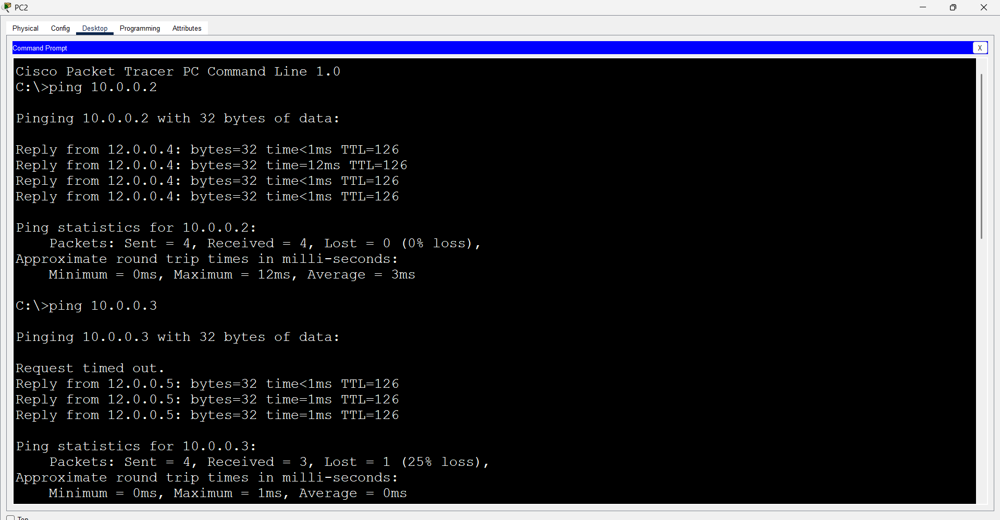 PC2
Physical Config Desktop Programming Attributes
Command Prompt
X
Cisco Packet Tracer PC Command Line 1.0
C:\>ping 10.0.0.2
Pinging 10.0.0.2 with 32 bytes of data:
Reply from 12.0.0.4: bytes=32 time<1ms TTL=126
Reply from 12.0.0.4: bytes=32 time=12ms TTL=126
Reply from 12.0.0.4: bytes=32 time<1ms TTL=126
Reply from 12.0.0.4: bytes=32 time<1ms TTL=126
Ping statistics for 10.0.0.2:
Packets: Sent = 4, Received = 4, Lost = 0 (0% loss),
Approximate round trip times in milli-seconds:
Minimum = 0ms, Maximum = 12ms, Average = 3ms
C:\>ping 10.0.0.3
Pinging 10.0.0.3 with 32 bytes of data:
Request timed out.
Reply from 12.0.0.5: bytes=32 time<1ms TTL=126
Reply from 12.0.0.5: bytes=32 time=1ms TTL=126
Reply from 12.0.0.5: bytes=32 time=1ms TTL=126
Ping statistics for 10.0.0.3:
Packets: Sent = 4, Received = 3, Lost = 1 (25% loss),
Approximate round trip times in milli-seconds:
Minimum = 0ms, Maximum = 1ms, Average = 0ms
Top